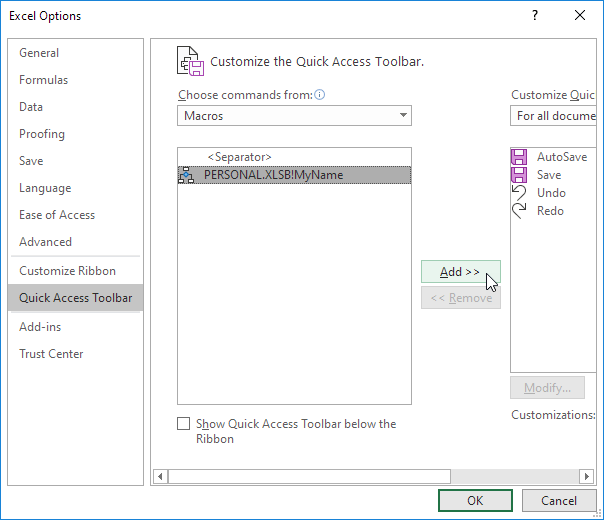 Excel Options
?
General
Formulas
Data
Proofing
Save
Language
Ease of Access
Advanced
Customize Ribbon
Quick Access Toolbar
Add-ins
Trust Center
Customize the Quick Access Toolbar.
Choose commands from:
Macros
<Separator>
PERSONAL.XLSB!MyName
Show Quick Access Toolbar below the
Ribbon
Add >>
<< Remove
Customize Quic
For all docume
AutoSave
Save
Undo
Redo
Modify...
Customizations:
OK
Cancel